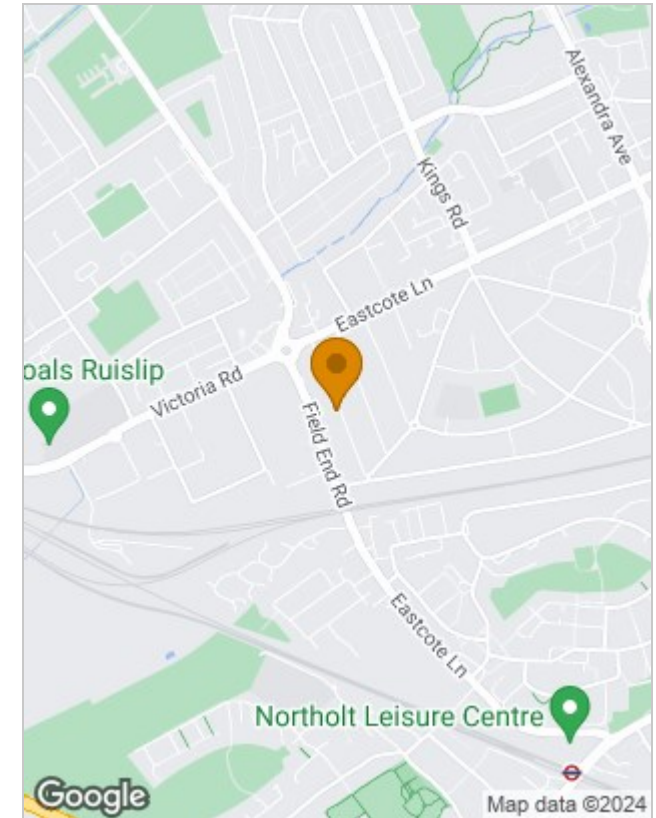 Alexandra Ave
Kings Rd
Eastcote Ln
oals Ruislip
Victoria Rd
Field End Rd
Eastcote Ln
Northolt Leisure Centre
Google
Map data ©2024